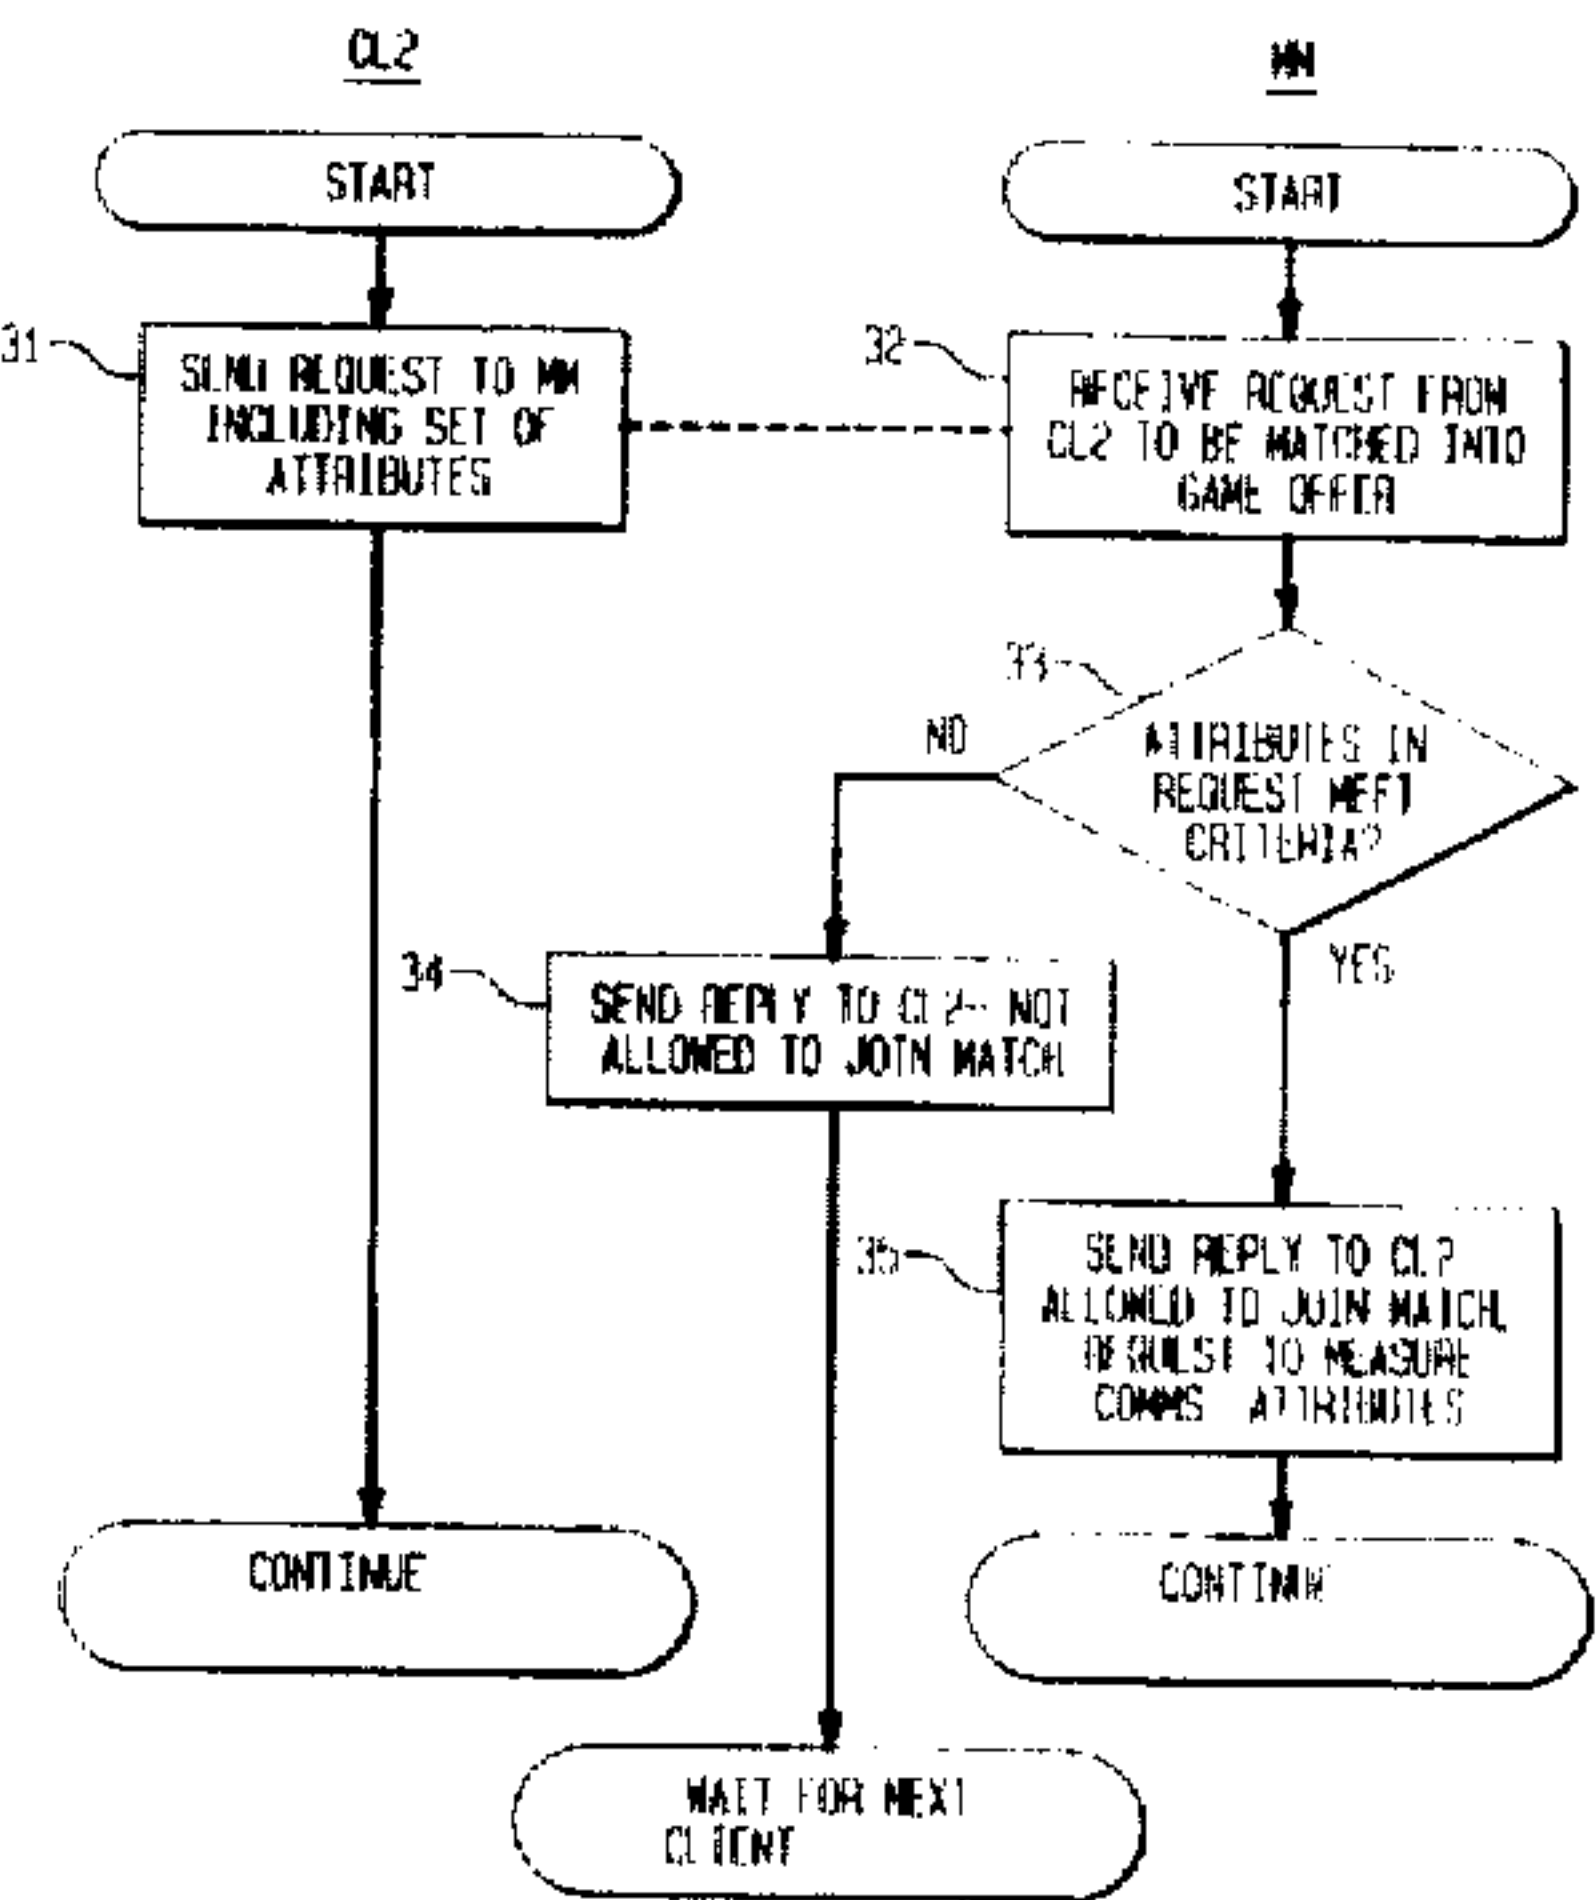 CL2
MM
START
START
31
SEND REQUEST TO MM
INCLUDING SET OF
ATTRIBUTES
32
RECEIVE REQUEST FROM
CL2 TO BE MATCHED INTO
GAME OFFER
33
ATTRIBUTES IN
REQUEST MEET
CRITERIA?
NO
YES
34
SEND REPLY TO CL2-- NOT
ALLOWED TO JOIN MATCH.
35
SEND REPLY TO CL2
ALLOWED TO JOIN MATCH,
REQUEST TO MEASURE
COMMS ATTRIBUTES
CONTINUE
CONTINUE
WAIT FOR NEXT
CLIENT